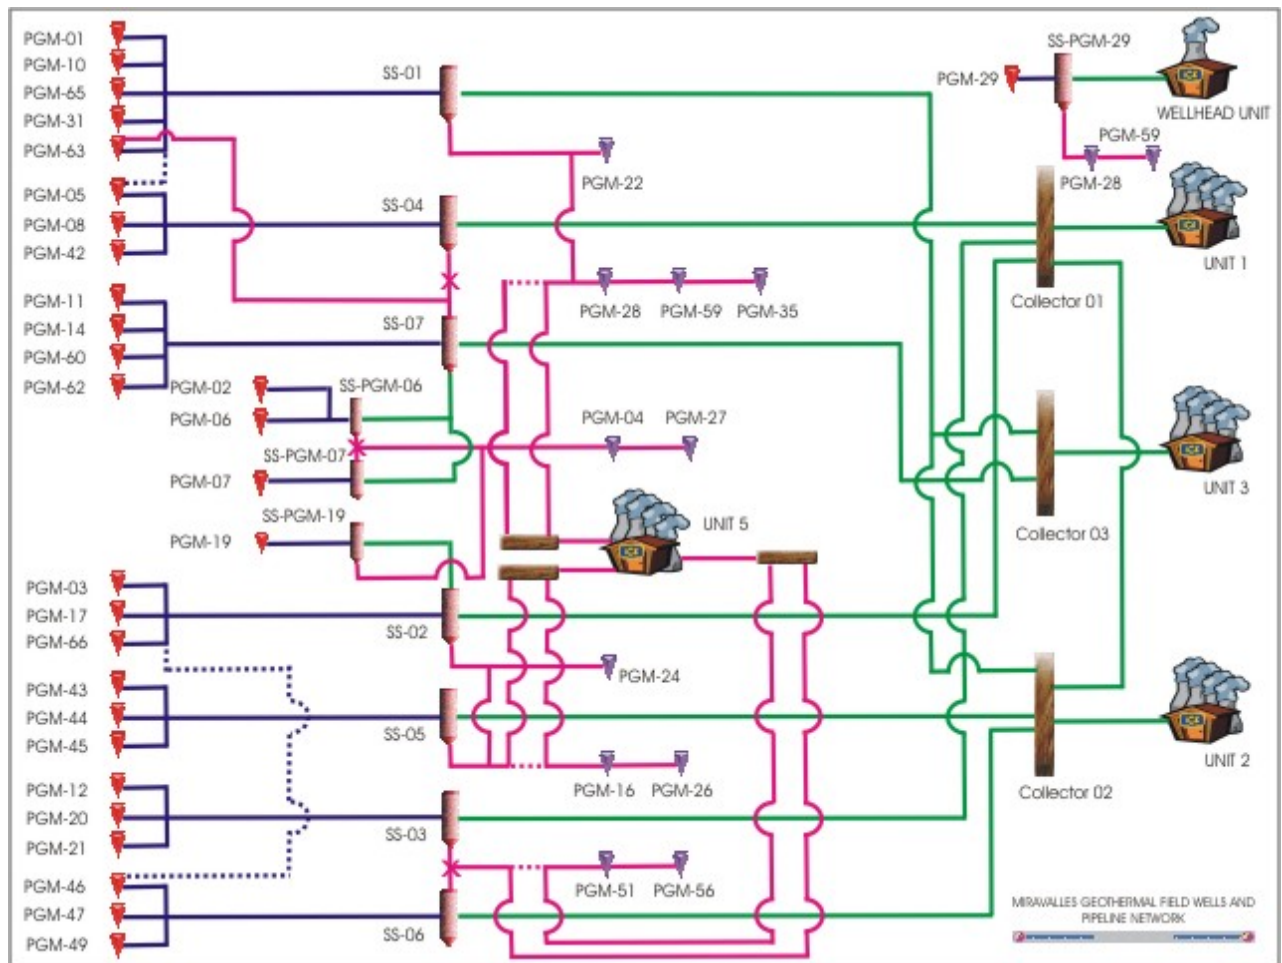 PGM-01
PGM-10
PGM-65
PGM-31
PGM-63
PGM-05
PGM-08
PGM-42
PGM-11
PGM-14
PGM-60
PGM-62
PGM-02
PGM-06
PGM-07
PGM-19
PGM-03
PGM-17
PGM-66
PGM-43
PGM-44
PGM-45
PGM-12
PGM-20
PGM-21
PGM-46
PGM-47
PGM-49
SS-01
SS-04
SS-07
SS-PGM-06
SS-PGM-07
SS-PGM-19
SS-02
SS-05
SS-03
SS-06
PGM-22
PGM-28
PGM-59
PGM-35
PGM-04
PGM-27
UNIT 5
PGM-24
PGM-16
PGM-26
PGM-51
PGM-56
SS-PGM-29
PGM-29
WELLHEAD UNIT
PGM-59
PGM-28
UNIT 1
Collector 01
UNIT 3
Collector 03
UNIT 2
Collector 02
MIRAVALLES GEOTHERMAL FIELD WELLS AND
PIPELINE NETWORK